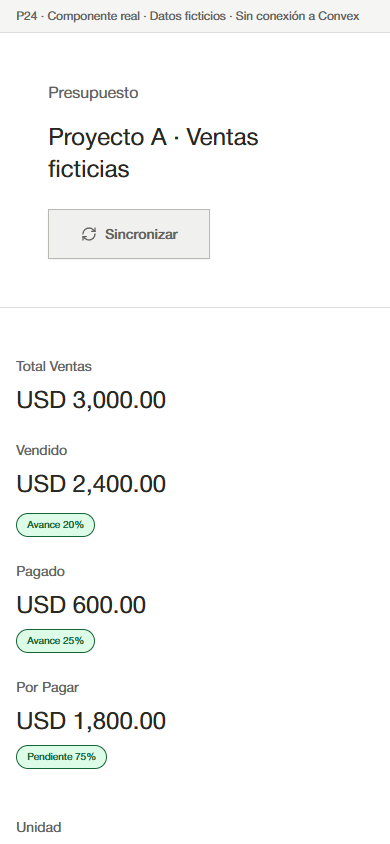 P24 · Componente real · Datos ficticios · Sin conexión a Convex
Presupuesto
Proyecto A · Ventas
ficticias
Sincronizar
Total Ventas
USD 3,000.00
Vendido
USD 2,400.00
Avance 20%
Pagado
USD 600.00
Avance 25%
Por Pagar
USD 1,800.00
Pendiente 75%
Unidad